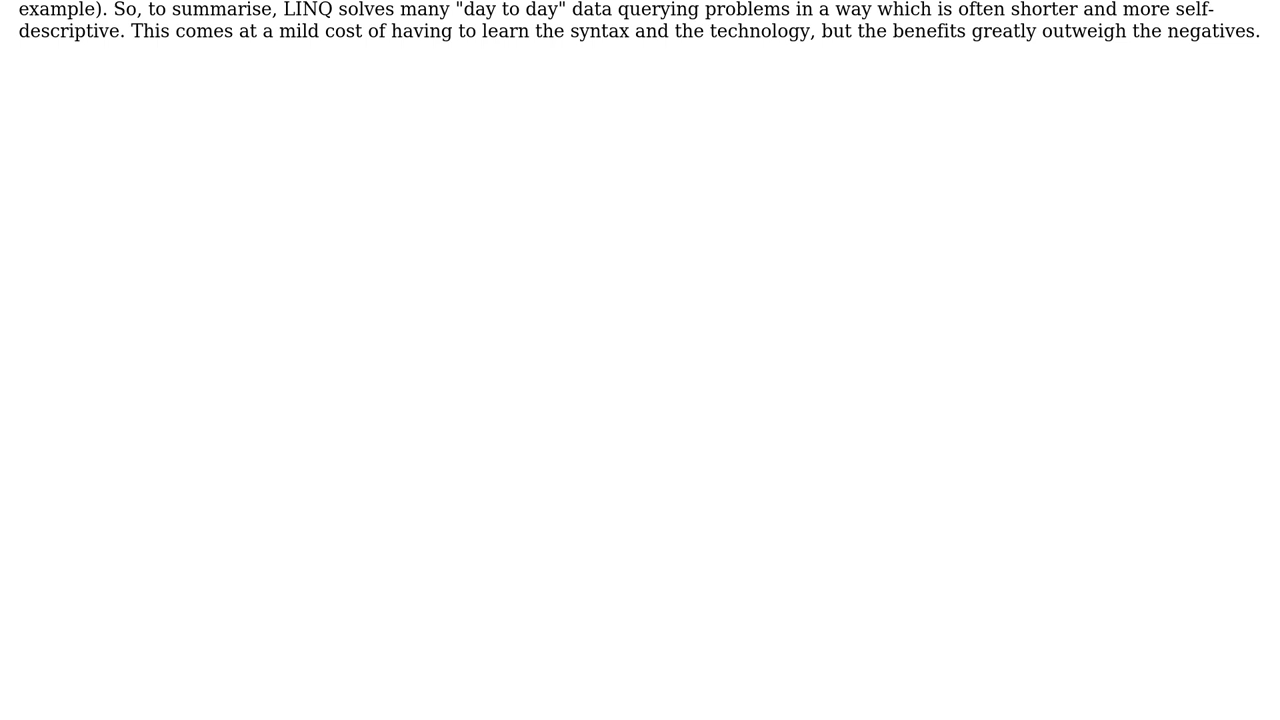 example). So, to summarise, LINQ solves many "day to day" data querying problems in a way which is often shorter and more self-
descriptive. This comes at a mild cost of having to learn the syntax and the technology, but the benefits greatly outweigh the negatives.